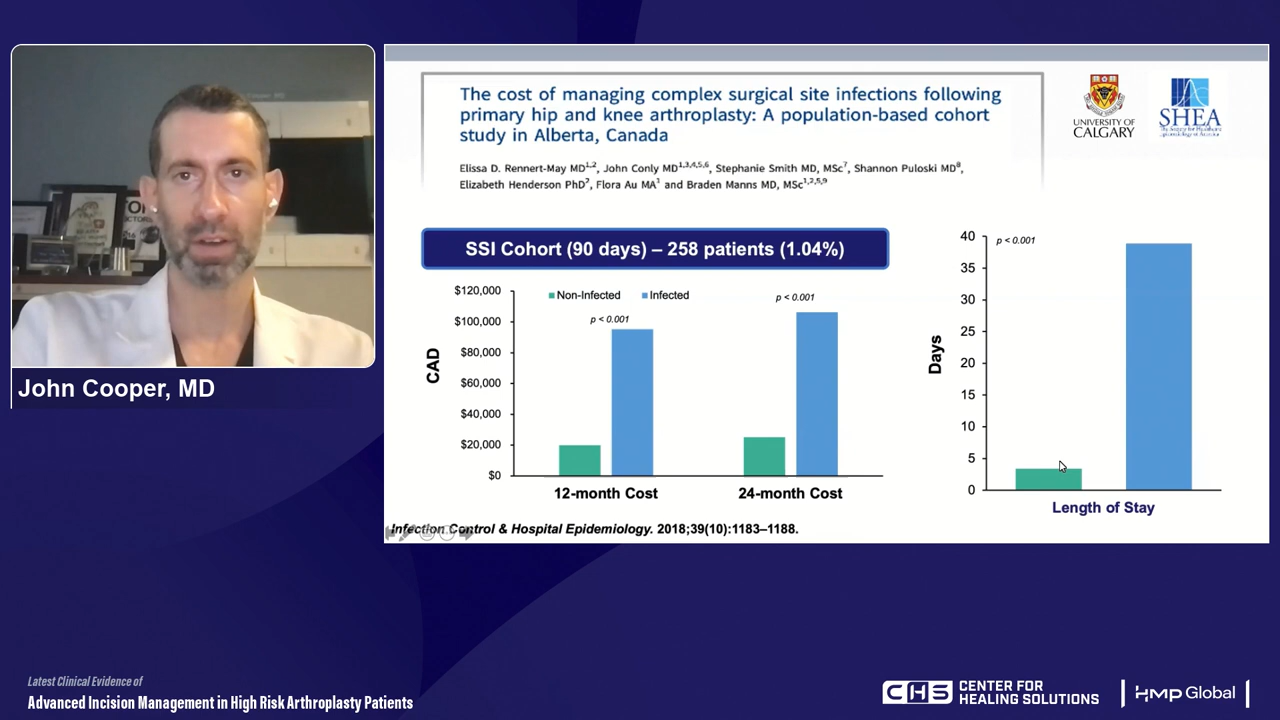 The cost of managing complex surgical site infections following
primary hip and knee arthroplasty: A population-based cohort
study in Alberta, Canada
Elissa D. Rennert-May MD1,2, John Conly MD1,3,4,5,6, Stephanie Smith MD, MSc7, Shannon Puloski MD8,
Elizabeth Henderson PhD2, Flora Au MA1 and Braden Manns MD, MSc1,2,5,9
UNIVERSITY OF
CALGARY
SHEA
SSI Cohort (90 days) – 258 patients (1.04%)
Non-Infected
Infected
p < 0.001
p < 0.001
CAD
$120,000
$100,000
$80,000
$60,000
$40,000
$20,000
$0
12-month Cost
24-month Cost
p < 0.001
Days
40
35
30
25
20
15
10
5
0
Length of Stay
Infection Control & Hospital Epidemiology. 2018;39(10):1183–1188.
John Cooper, MD
Latest Clinical Evidence of
Advanced Incision Management in High Risk Arthroplasty Patients
CHS
CENTER FOR
HEALING SOLUTIONS
HMP Global